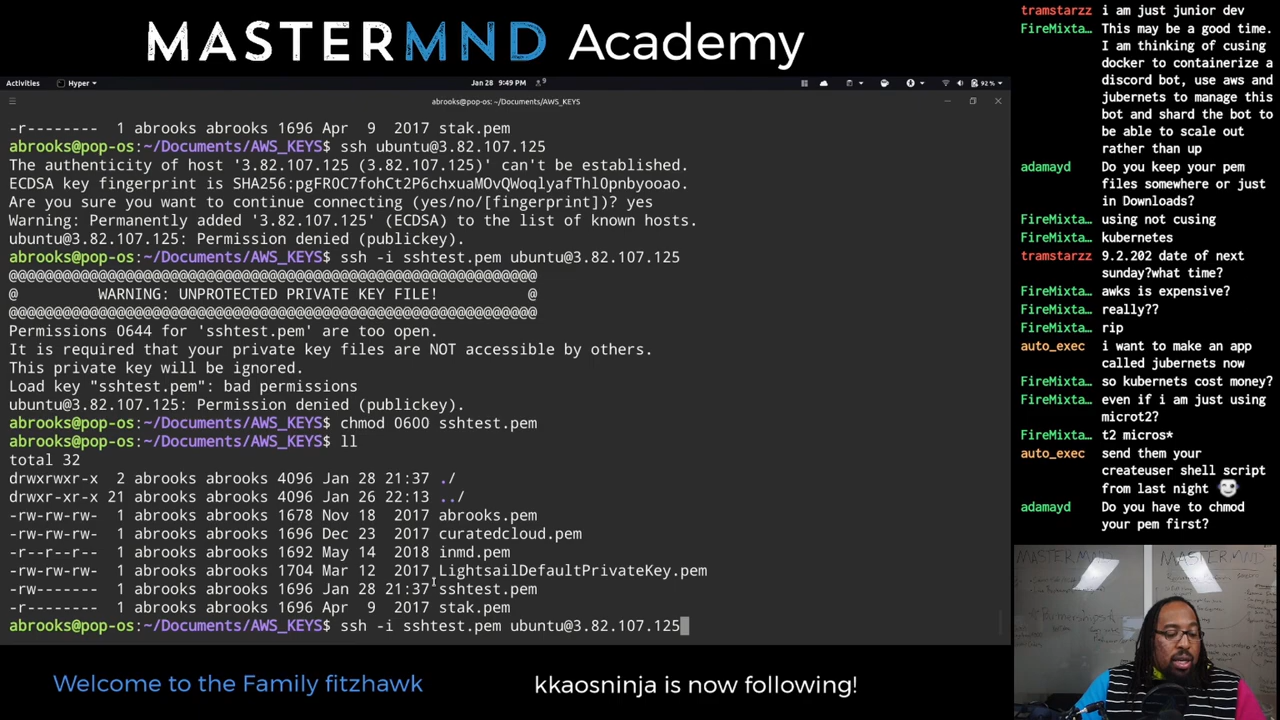 MASTERMND Academy
Activities
Hyper
Jan 28 9:49 PM
92 %
abrooks@pop-os: ~/Documents/AWS_KEYS
-r-------- 1 abrooks abrooks 1696 Apr 9 2017 stak.pem
abrooks@pop-os:~/Documents/AWS_KEYS$ ssh ubuntu@3.82.107.125
The authenticity of host '3.82.107.125 (3.82.107.125)' can't be established.
ECDSA key fingerprint is SHA256:pgFROC7fohCt2P6chxuaMOvQWoqlyafThlOpnbyooao.
Are you sure you want to continue connecting (yes/no/[fingerprint])? yes
Warning: Permanently added '3.82.107.125' (ECDSA) to the list of known hosts.
ubuntu@3.82.107.125: Permission denied (publickey).
abrooks@pop-os:~/Documents/AWS_KEYS$ ssh -i sshtest.pem ubuntu@3.82.107.125
@@@@@@@@@@@@@@@@@@@@@@@@@@@@@@@@@@@@@@@@@@@@@@@@@@@@@@@@@@@
@ WARNING: UNPROTECTED PRIVATE KEY FILE! @
@@@@@@@@@@@@@@@@@@@@@@@@@@@@@@@@@@@@@@@@@@@@@@@@@@@@@@@@@@@
Permissions 0644 for 'sshtest.pem' are too open.
It is required that your private key files are NOT accessible by others.
This private key will be ignored.
Load key "sshtest.pem": bad permissions
ubuntu@3.82.107.125: Permission denied (publickey).
abrooks@pop-os:~/Documents/AWS_KEYS$ chmod 0600 sshtest.pem
abrooks@pop-os:~/Documents/AWS_KEYS$ ll
total 32
drwxrwxr-x 2 abrooks abrooks 4096 Jan 28 21:37 ./
drwxr-xr-x 21 abrooks abrooks 4096 Jan 26 22:13 ../
-rw-rw-rw- 1 abrooks abrooks 1678 Nov 18 2017 abrooks.pem
-rw-rw-rw- 1 abrooks abrooks 1696 Dec 23 2017 curatedcloud.pem
-r--r--r-- 1 abrooks abrooks 1692 May 14 2018 inmd.pem
-rw-rw-rw- 1 abrooks abrooks 1704 Mar 12 2017 LightsailDefaultPrivateKey.pem
-rw------- 1 abrooks abrooks 1696 Jan 28 21:37 sshtest.pem
-r-------- 1 abrooks abrooks 1696 Apr 9 2017 stak.pem
abrooks@pop-os:~/Documents/AWS_KEYS$ ssh -i sshtest.pem ubuntu@3.82.107.125
tramstarzz i am just junior dev
FireMixta… This may be a good time.
I am thinking of cusing
docker to containerize a
discord bot, use aws and
jubernets to manage this
bot and shard the bot to
be able to scale out
rather than up
adamayd Do you keep your pem
files somewhere or just
in Downloads?
FireMixta… using not cusing
FireMixta… kubernetes
tramstarzz 9.2.202 date of next
sunday?what time?
FireMixta… awks is expensive?
FireMixta… really??
FireMixta… rip
auto_exec i want to make an app
called jubernets now
FireMixta… so kubernets cost money?
FireMixta… even if i am just using
microt2?
FireMixta… t2 micros*
auto_exec send them your
createuser shell script
from last night
adamayd Do you have to chmod
your pem first?
Welcome to the Family fitzhawk
kkaosninja is now following!